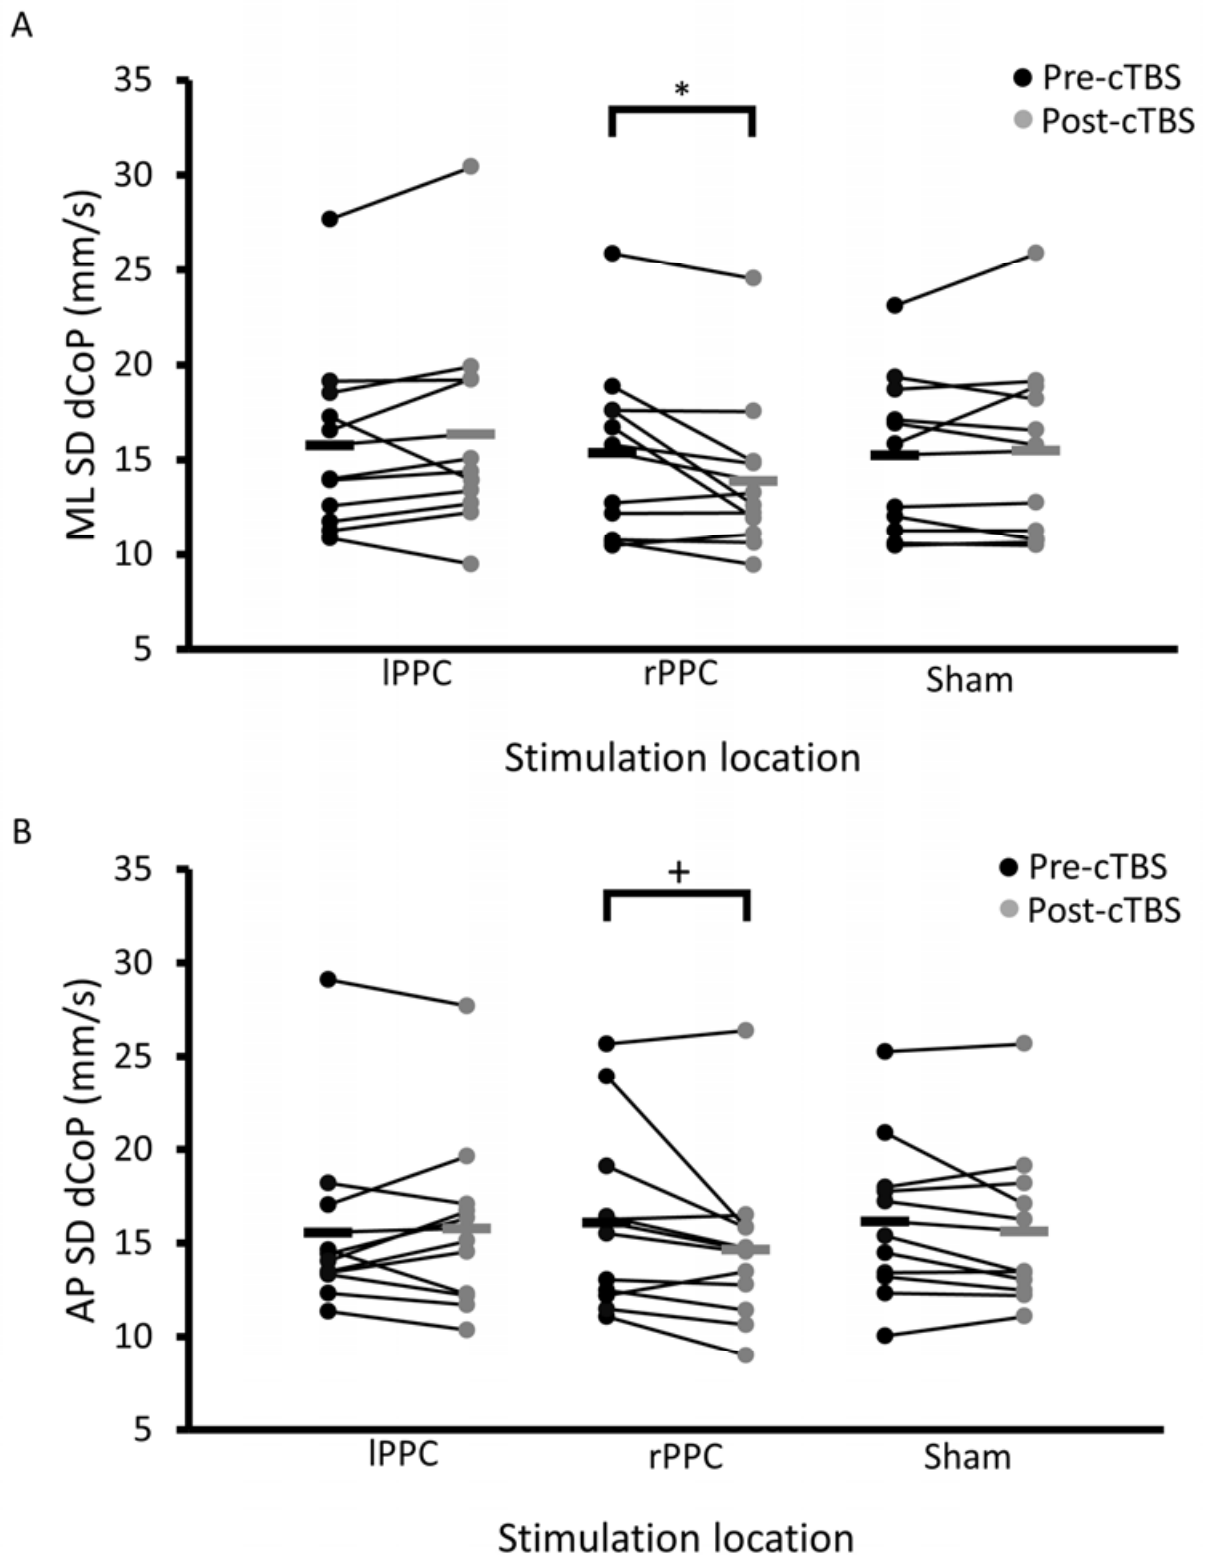 A
35
30
25
20
15
10
5
ML SD dCoP (mm/s)
*
Pre-cTBS
Post-cTBS
lPPC
rPPC
Sham
Stimulation location
B
35
30
25
20
15
10
5
AP SD dCoP (mm/s)
+
Pre-cTBS
Post-cTBS
lPPC
rPPC
Sham
Stimulation location